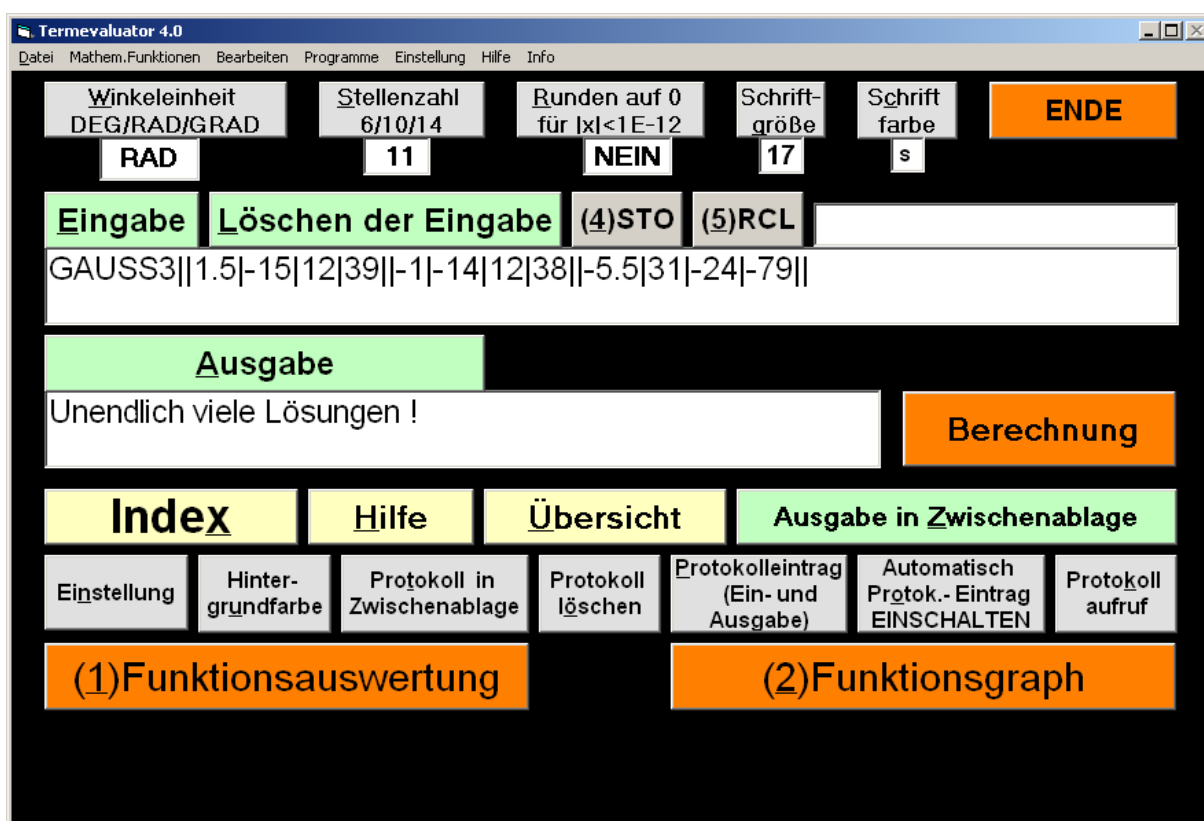 Termevaluator 4.0
Datei Mathem.Funktionen Bearbeiten Programme Einstellung Hilfe Info
Winkeleinheit
DEG/RAD/GRAD
RAD
Stellenzahl
6/10/14
11
Runden auf 0
für |x|<1E-12
NEIN
Schrift-
größe
17
Schrift
farbe
s
ENDE
Eingabe
Löschen der Eingabe
(4)STO
(5)RCL
GAUSS3||1.5|-15|12|39||-1|-14|12|38||-5.5|31|-24|-79||
Ausgabe
Unendlich viele Lösungen !
Berechnung
Index
Hilfe
Übersicht
Ausgabe in Zwischenablage
Einstellung
Hinter-
grundfarbe
Protokoll in
Zwischenablage
Protokoll
löschen
Protokolleintrag
(Ein- und
Ausgabe)
Automatisch
Protok.- Eintrag
EINSCHALTEN
Protokoll
aufruf
(1)Funktionsauswertung
(2)Funktionsgraph